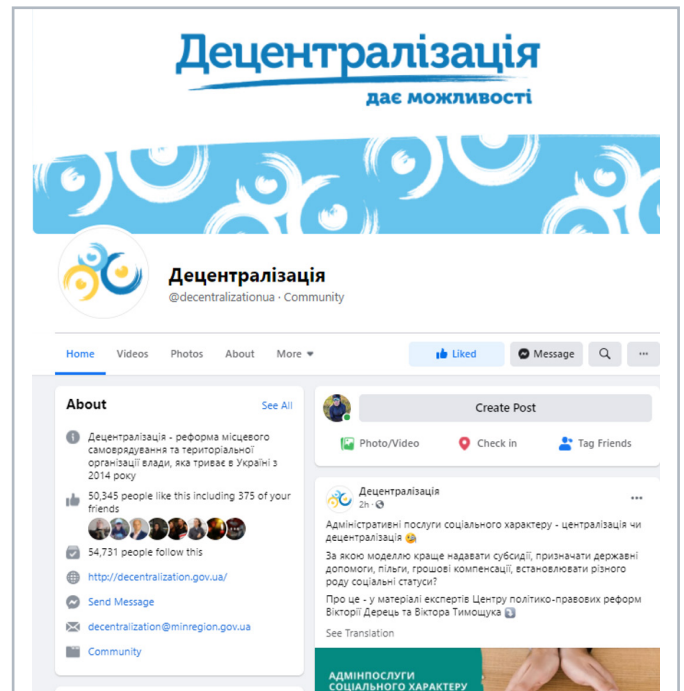 Децентралізація
дає можливості
Децентралізація
@decentralizationua · Community
Home Videos Photos About More
Liked Message
About See All
Децентралізація - реформа місцевого
самоврядування та територіальної
організації влади, яка триває в Україні з
2014 року
50,345 people like this including 375 of your
friends
54,731 people follow this
http://decentralization.gov.ua/
Send Message
decentralization@minregion.gov.ua
Community
Create Post
Photo/Video Check in Tag Friends
Децентралізація
2h ·
Адміністративні послуги соціального характеру - централізація чи
децентралізація
За якою моделлю краще надавати субсидії, призначати державні
допомоги, пільги, грошові компенсації, встановлювати різного
роду соціальні статуси?
Про це - у матеріалі експертів Центру політико-правових реформ
Вікторії Дерець та Віктора Тимощука
See Translation
АДМІНПОСЛУГИ
СОЦІАЛЬНОГО ХАРАКТЕРУ